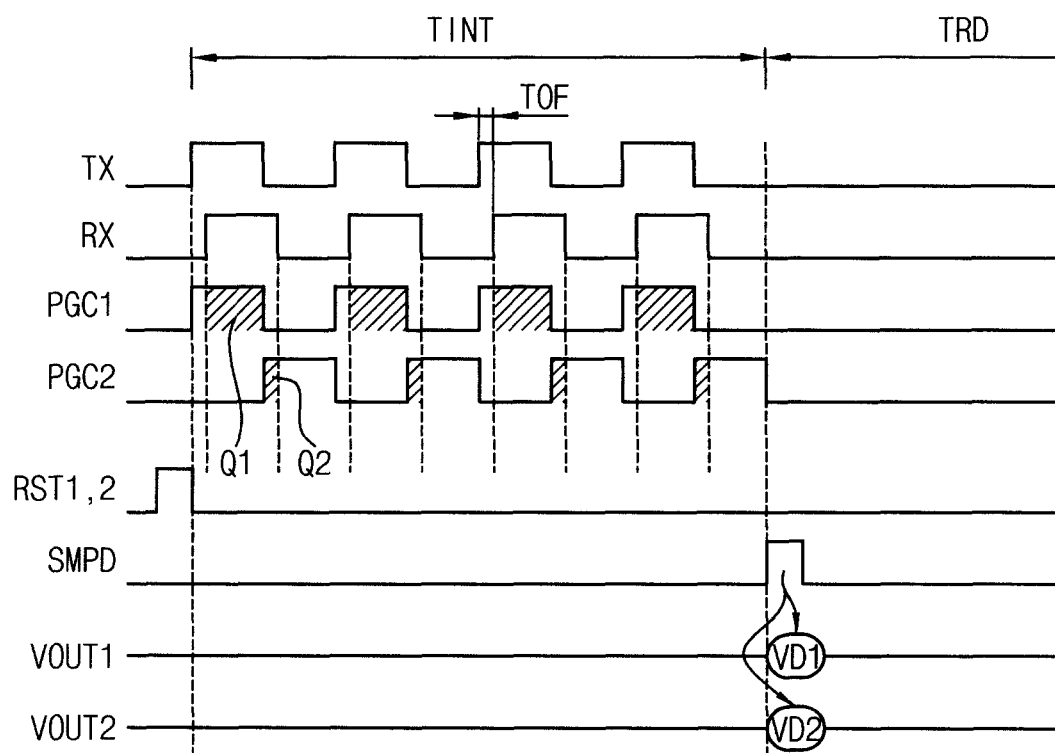 TINT TRD
TOF
TX
RX
PGC1
PGC2
Q1 Q2
RST1,2
SMPD
VOUT1 VD1
VOUT2 VD2